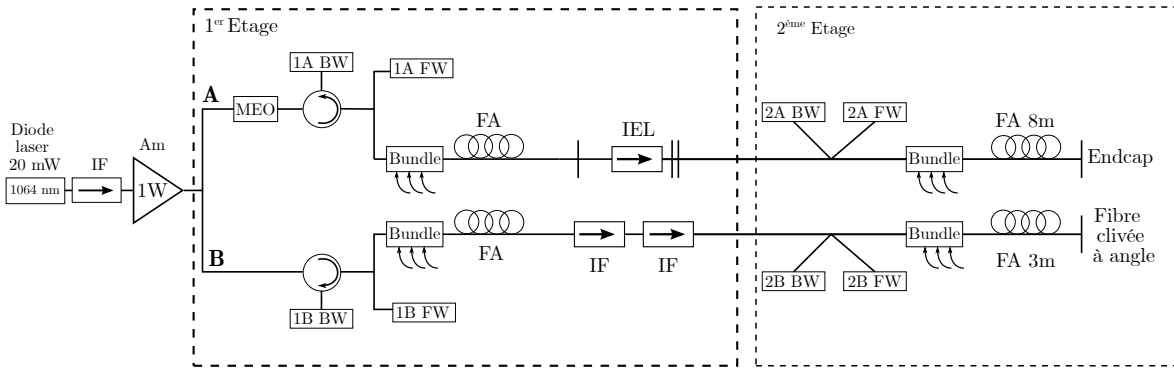 1er Etage
2ème Etage
1A BW
1A FW
A
MEO
FA
IEL
2A BW
2A FW
FA 8m
Bundle
Bundle
Endcap
Diode
laser
20 mW
1064 nm
IF
Am
1W
B
Bundle
FA
IF
IF
Bundle
FA 3m
Fibre
clivée
à angle
1B BW
1B FW
2B BW
2B FW